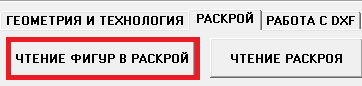 ГЕОМЕТРИЯ И ТЕХНОЛОГИЯ РАСКРОЙ РАБОТА С DXF
ЧТЕНИЕ ФИГУР В РАСКРОЙ ЧТЕНИЕ РАСКРОЯ